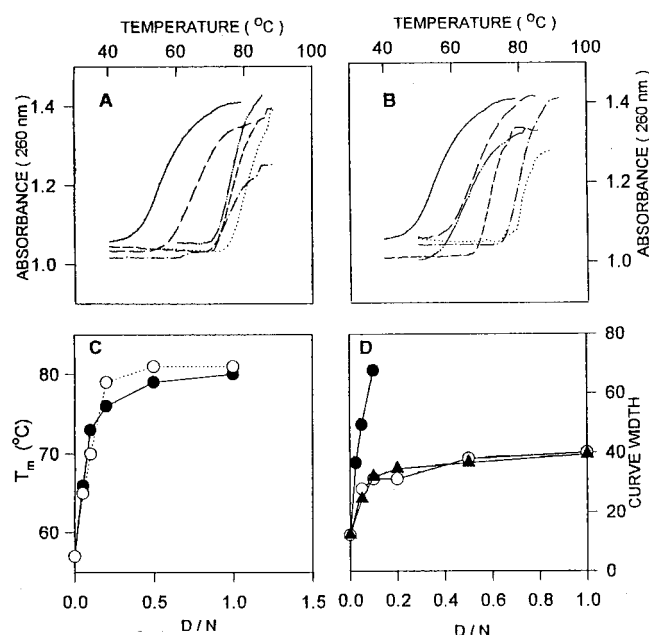 TEMPERATURE ( °C)
TEMPERATURE ( °C)
40 60 80 100
40 60 80 100
A
B
ABSORBANCE ( 260 nm )
1.4
1.2
1.0
1.4
1.2
1.0
ABSORBANCE ( 260 nm )
C
D
Tm (°C)
80
70
60
80
60
40
20
0
CURVE WIDTH
0.0 0.5 1.0 1.5
0.0 0.2 0.4 0.6 0.8 1.0
D / N
D / N